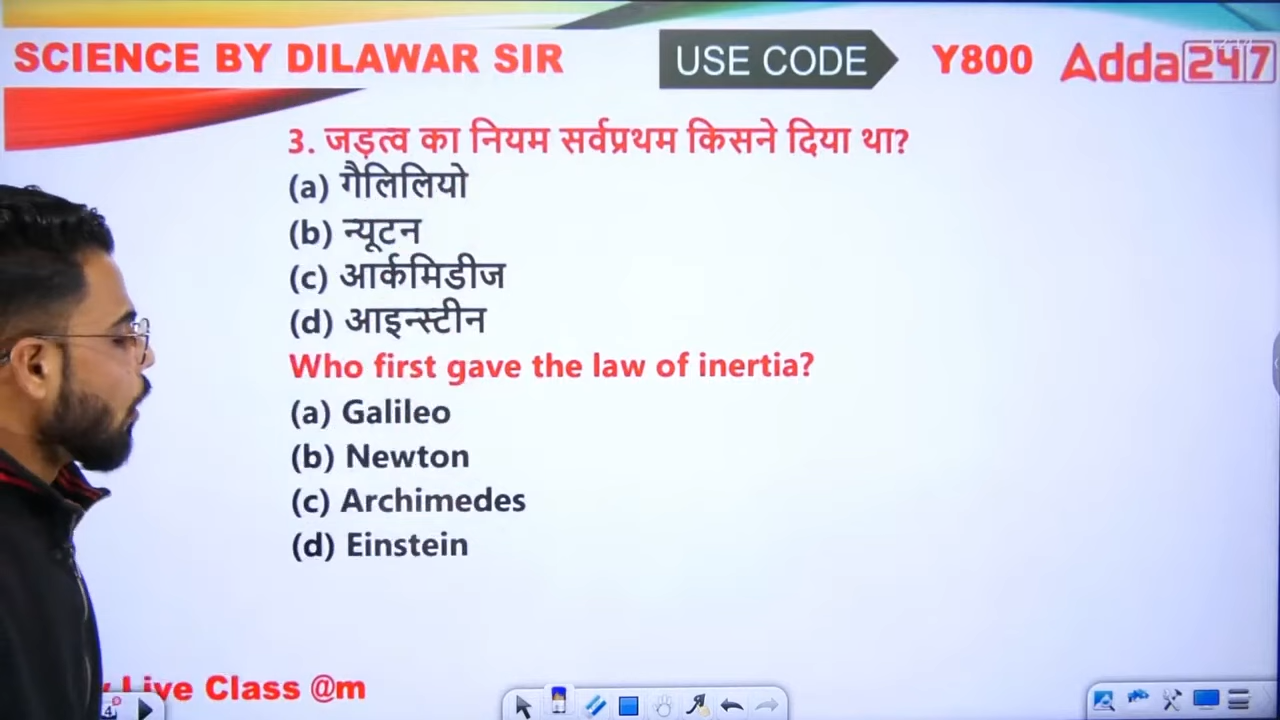 SCIENCE BY DILAWAR SIR
USE CODE
Y800
Adda247
3. जड़त्व का नियम सर्वप्रथम किसने दिया था?
(a) गैलिलियो
(b) न्यूटन
(c) आर्कमिडीज
(d) आइन्स्टीन
Who first gave the law of inertia?
(a) Galileo
(b) Newton
(c) Archimedes
(d) Einstein
Live Class @m